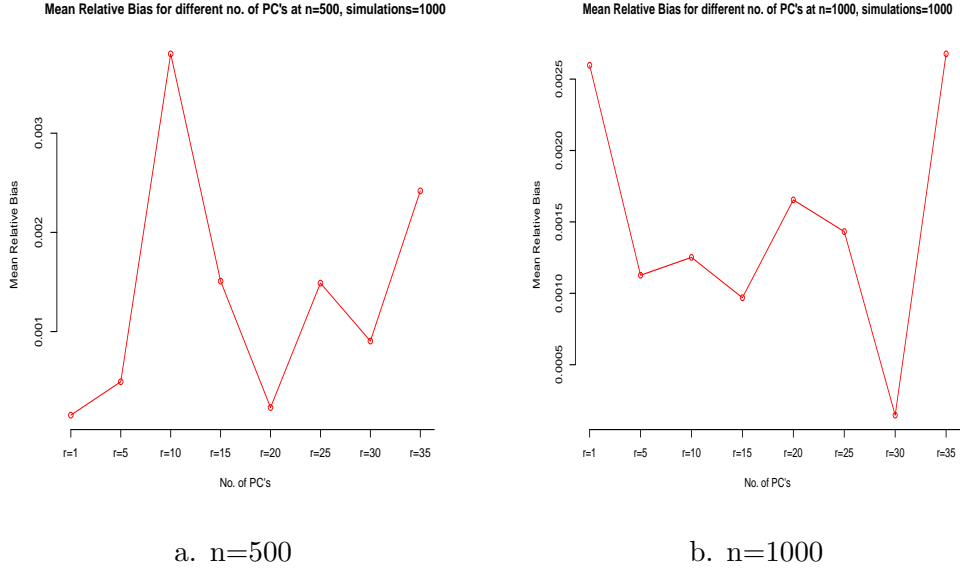 Mean Relative Bias for different no. of PC's at n=500, simulations=1000
Mean Relative Bias
0.003
0.002
0.001
r=1 r=5 r=10 r=15 r=20 r=25 r=30 r=35
No. of PC's
a. n=500
Mean Relative Bias for different no. of PC's at n=1000, simulations=1000
Mean Relative Bias
0.0025
0.0020
0.0015
0.0010
0.0005
r=1 r=5 r=10 r=15 r=20 r=25 r=30 r=35
No. of PC's
b. n=1000